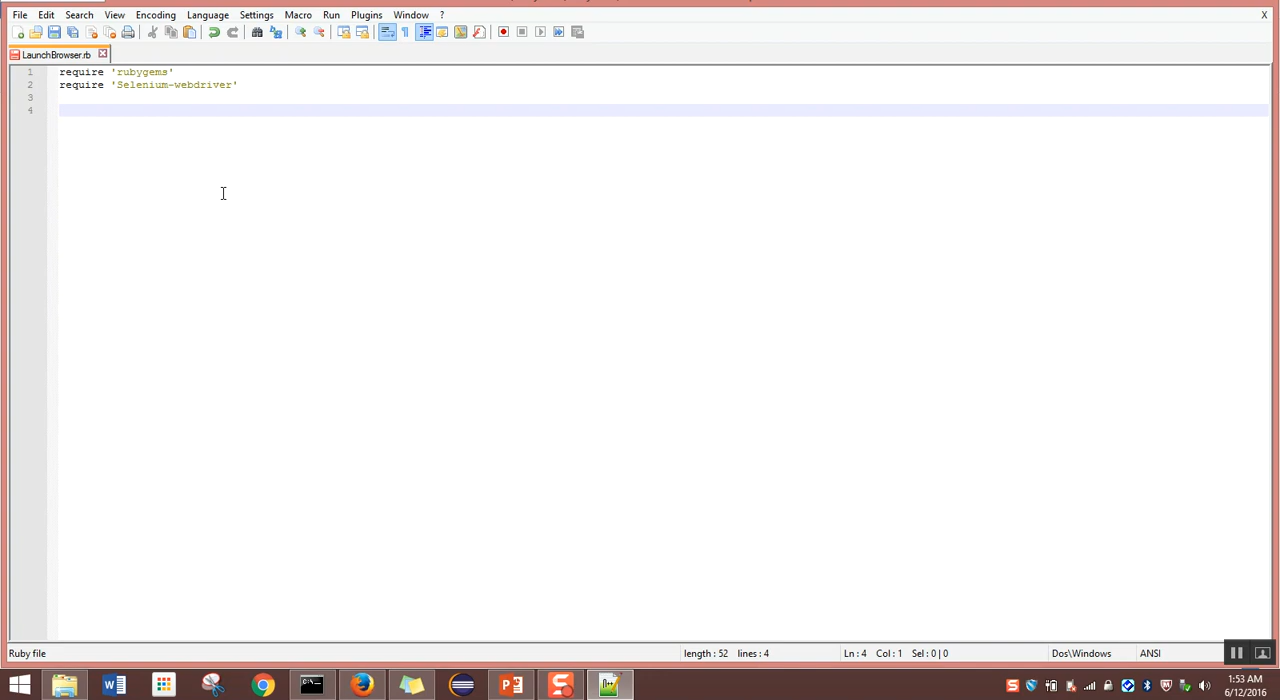 File Edit Search View Encoding Language Settings Macro Run Plugins Window ? X
LaunchBrowser.rb
1 require 'rubygems'
2 require 'Selenium-webdriver'
3
4
Ruby file length : 52 lines : 4 Ln : 4 Col : 1 Sel : 0 | 0 Dos\Windows ANSI
1:53 AM
6/12/2016